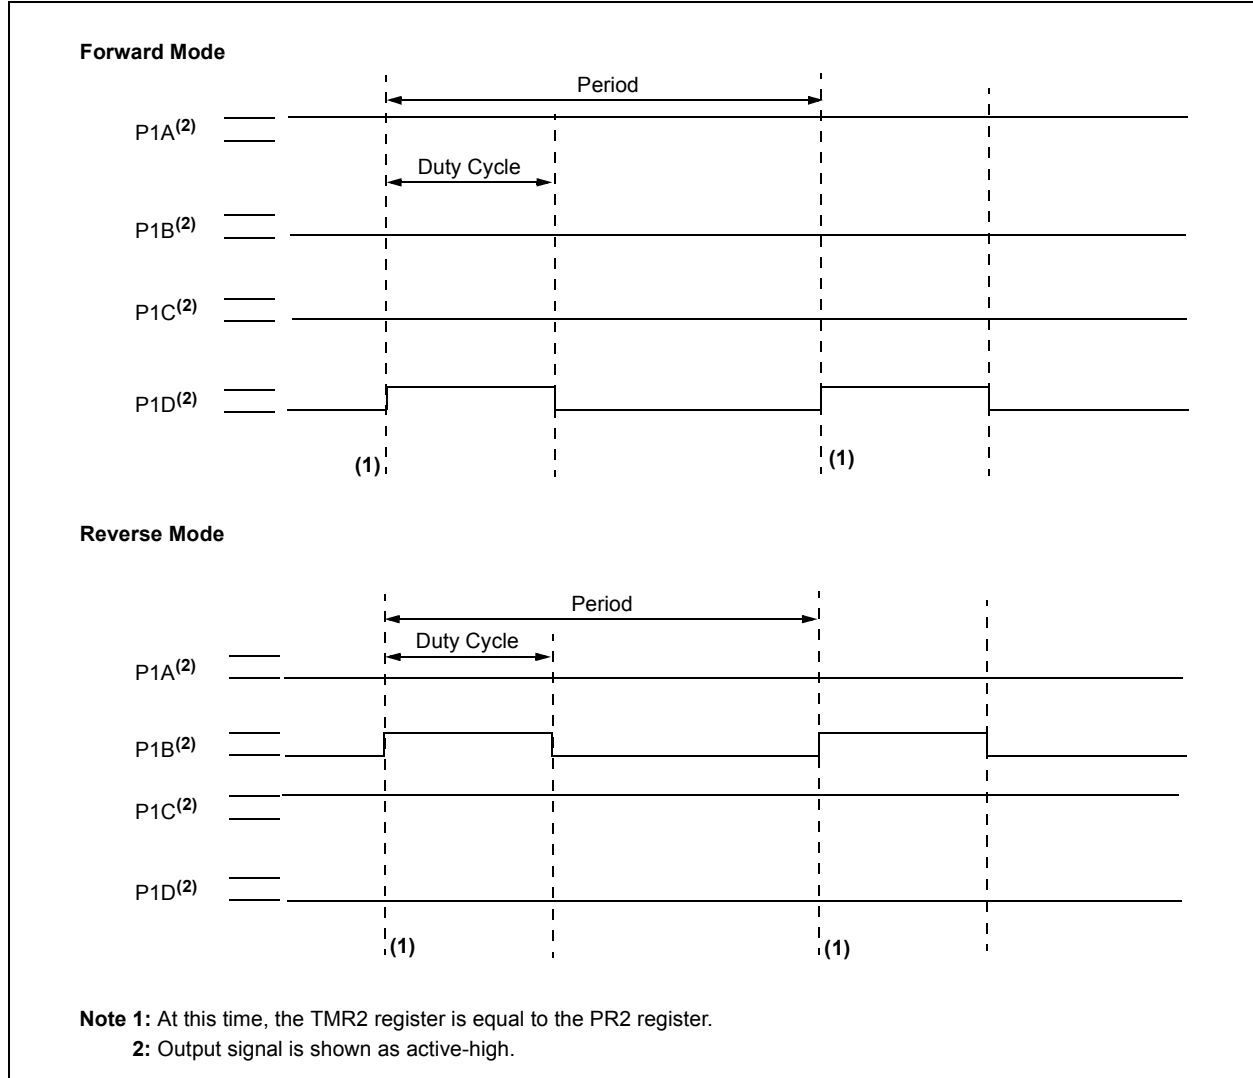 Forward Mode
Period
P1A(2)
Duty Cycle
P1B(2)
P1C(2)
P1D(2)
(1)
(1)
Reverse Mode
Period
Duty Cycle
P1A(2)
P1B(2)
P1C(2)
P1D(2)
(1)
(1)
Note 1: At this time, the TMR2 register is equal to the PR2 register.
2: Output signal is shown as active-high.